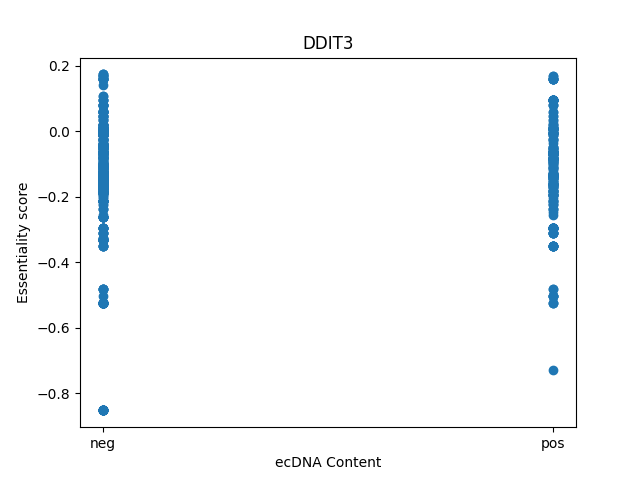 DDIT3
Essentiality score
0.2
0.0
−0.2
−0.4
−0.6
−0.8
neg
pos
ecDNA Content